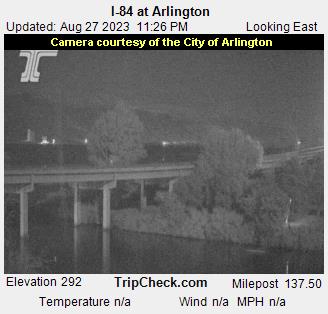 I-84 at Arlington
Updated: Aug 27 2023 11:26 PM Looking East
Camera courtesy of the City of Arlington
Elevation 292 TripCheck.com Milepost 137.50
Temperature n/a Wind n/a MPH n/a